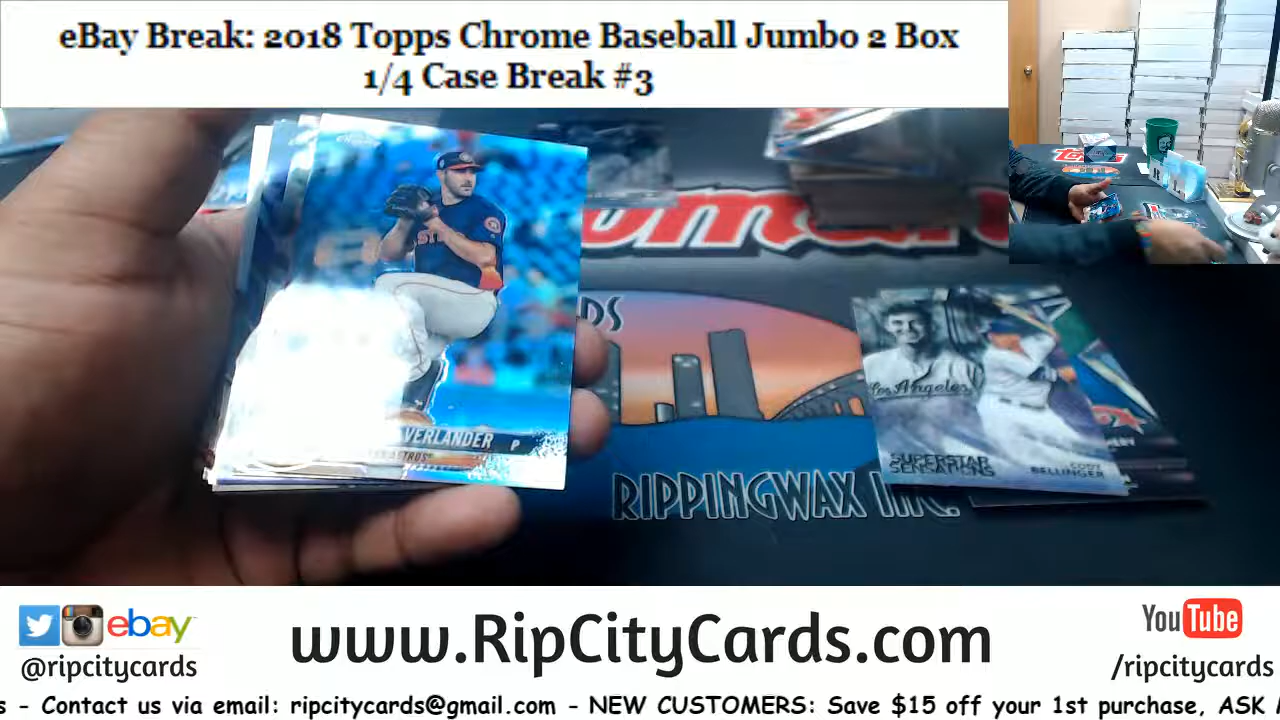 eBay Break: 2018 Topps Chrome Baseball Jumbo 2 Box
1/4 Case Break #3
VERLANDER P
ASTROS
SUPERSTAR
SENSATIONS
CODY
BELLINGER
Los Angeles
RIPPINGWAX INC.
ebay
@ripcitycards
www.RipCityCards.com
YouTube
/ripcitycards
- Contact us via email: ripcitycards@gmail.com - NEW CUSTOMERS: Save $15 off your 1st purchase, ASK